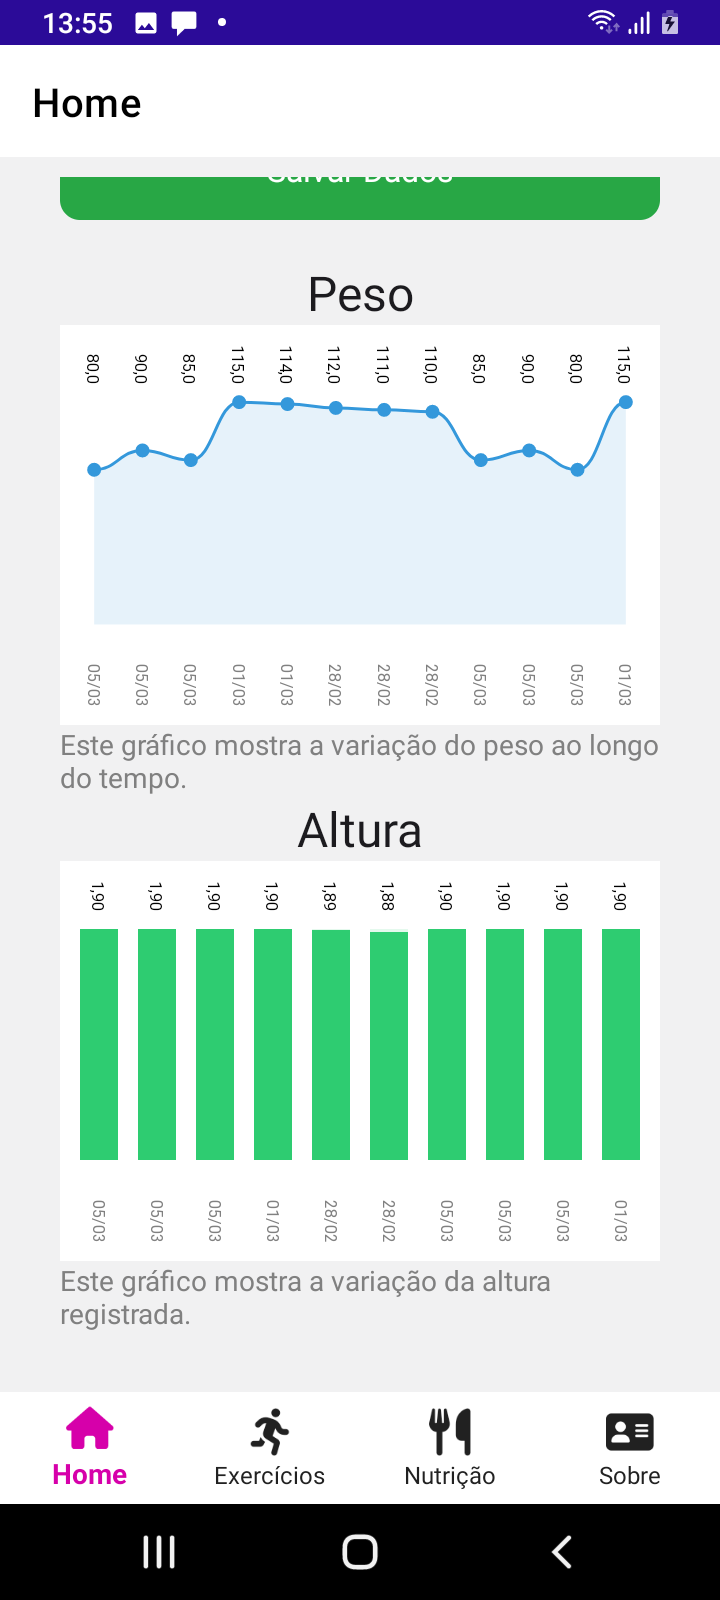 13:55
Home
Salvar Dados
Peso
80,0 90,0 85,0 115,0 114,0 112,0 111,0 110,0 85,0 90,0 80,0 115,0
05/03 05/03 05/03 01/03 01/03 28/02 28/02 28/02 05/03 05/03 05/03 01/03
Este gráfico mostra a variação do peso ao longo
do tempo.
Altura
1,90 1,90 1,90 1,90 1,89 1,88 1,90 1,90 1,90 1,90
05/03 05/03 05/03 01/03 28/02 28/02 05/03 05/03 05/03 01/03
Este gráfico mostra a variação da altura
registrada.
Home Exercícios Nutrição Sobre